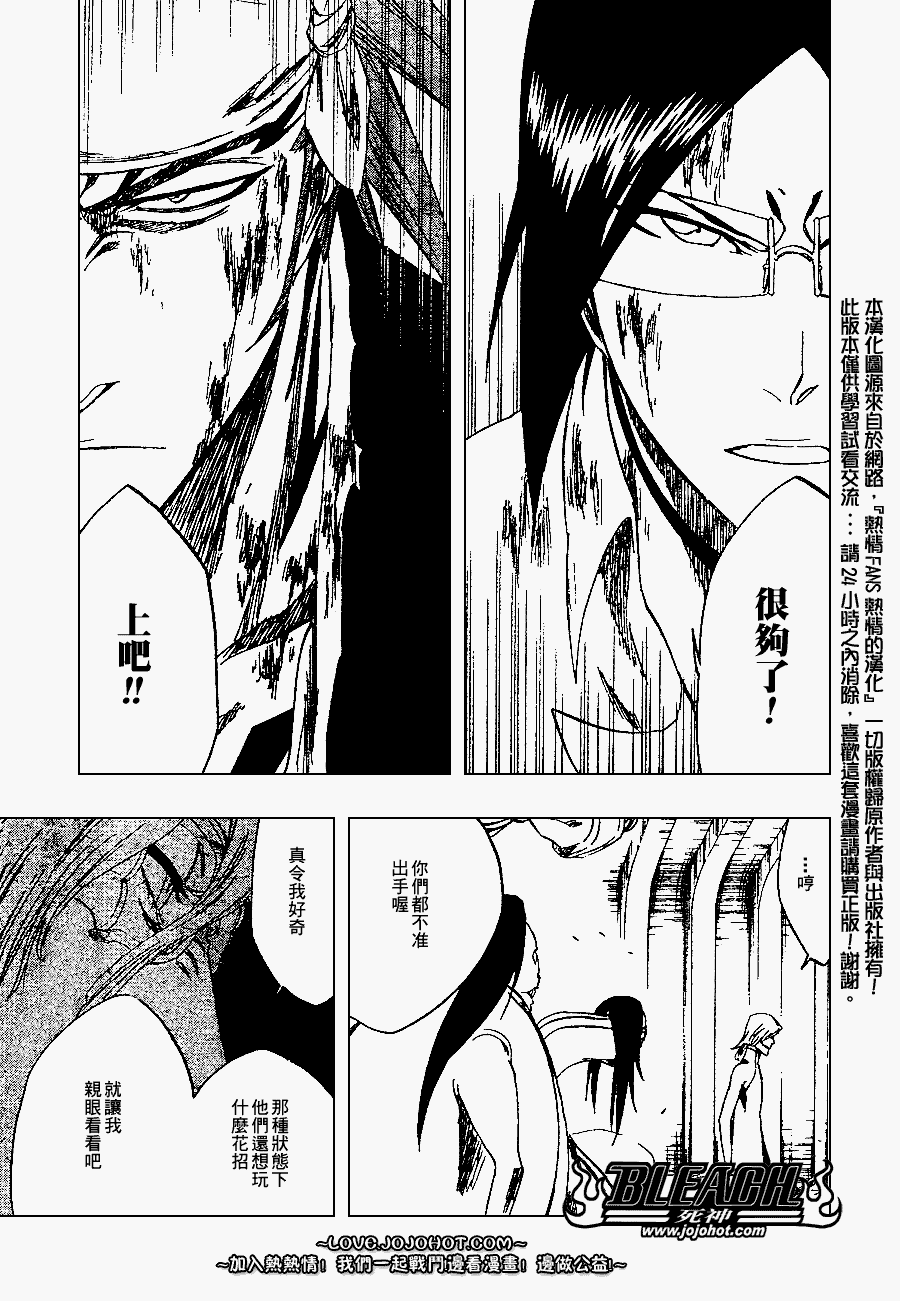 很夠了!
上吧!!
…哼
你們都不准
出手喔
真令我好奇
那種狀態下
他們還想玩
什麼花招
就讓我
親眼看看吧
本漢化圖源來自於網路,『熱情FANS熱情的漢化』一切版權歸原作者與出版社擁有!
此版本僅供學習試看交流…請24小時之內消除,喜歡這套漫畫請購買正版!謝謝。
BLEACH
死神
www.jojohot.com
~LOVE.JOJOHOT.COM~
~加入熱熱情! 我們一起戰鬥邊看漫畫! 邊做公益!~